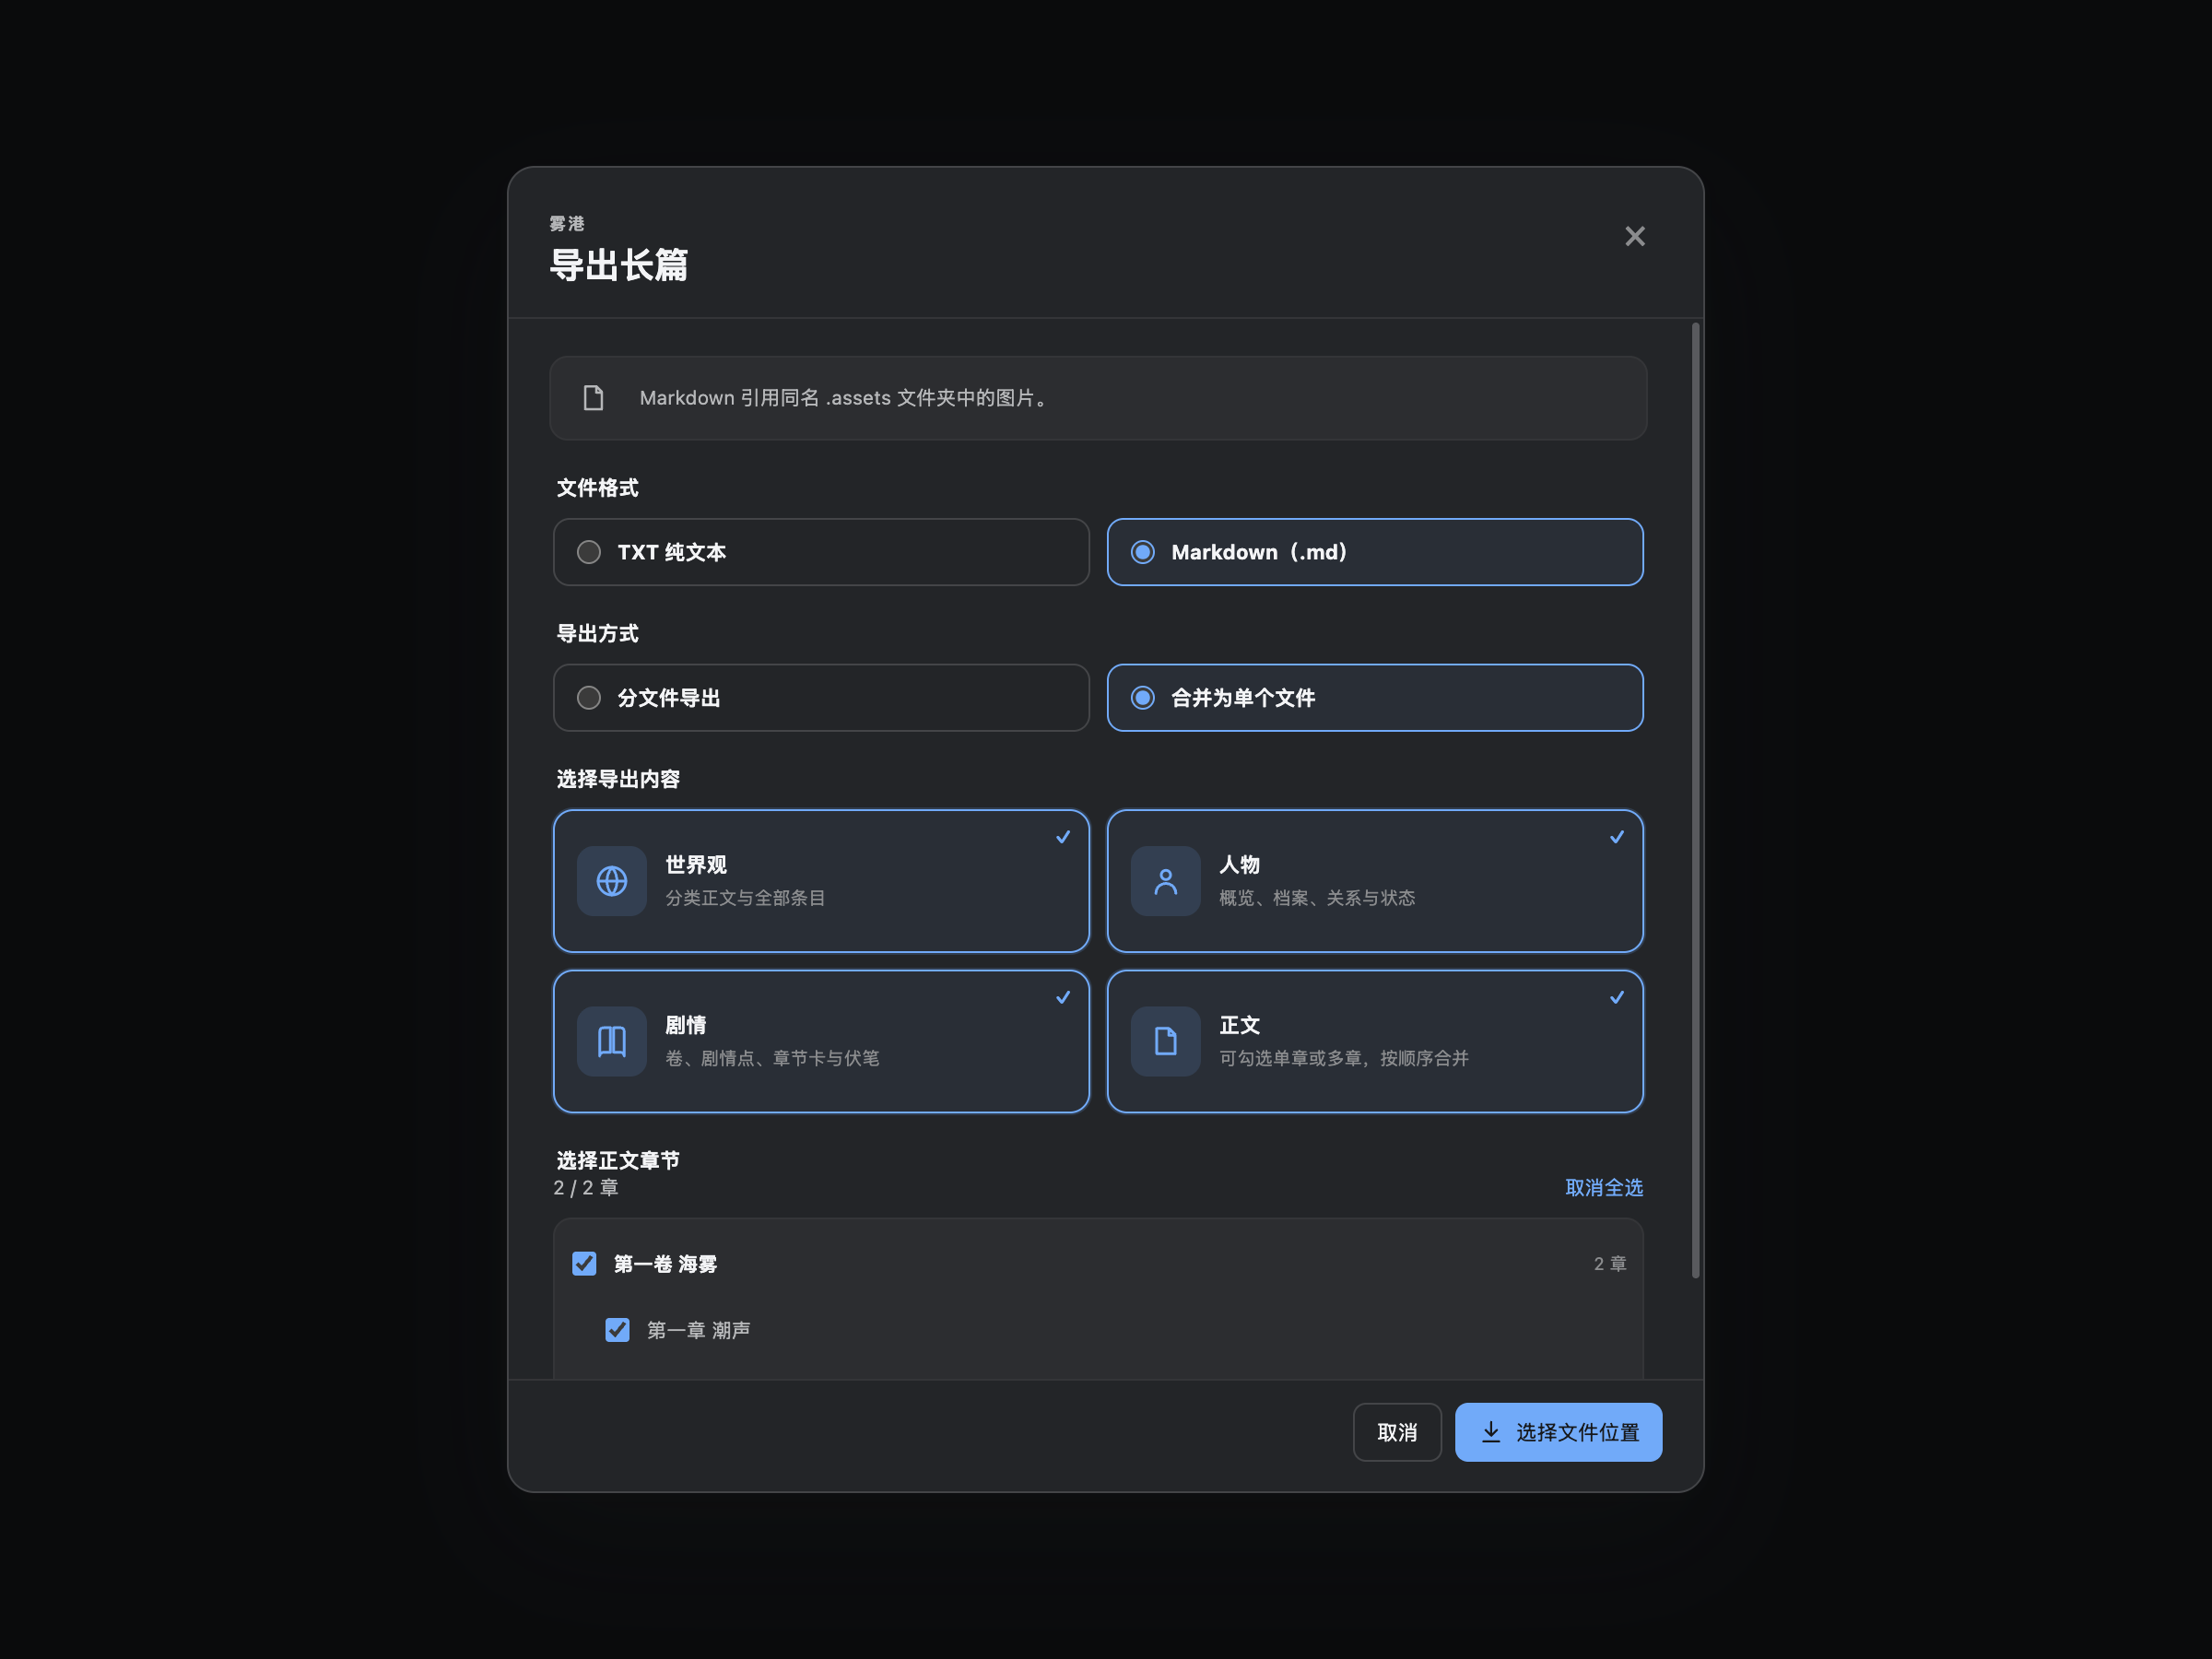 雾港
导出长篇
Markdown 引用同名 .assets 文件夹中的图片。
文件格式
TXT 纯文本
Markdown（.md）
导出方式
分文件导出
合并为单个文件
选择导出内容
世界观
分类正文与全部条目
人物
概览、档案、关系与状态
剧情
卷、剧情点、章节卡与伏笔
正文
可勾选单章或多章，按顺序合并
选择正文章节
2 / 2 章
取消全选
第一卷 海雾
2 章
第一章 潮声
取消
选择文件位置